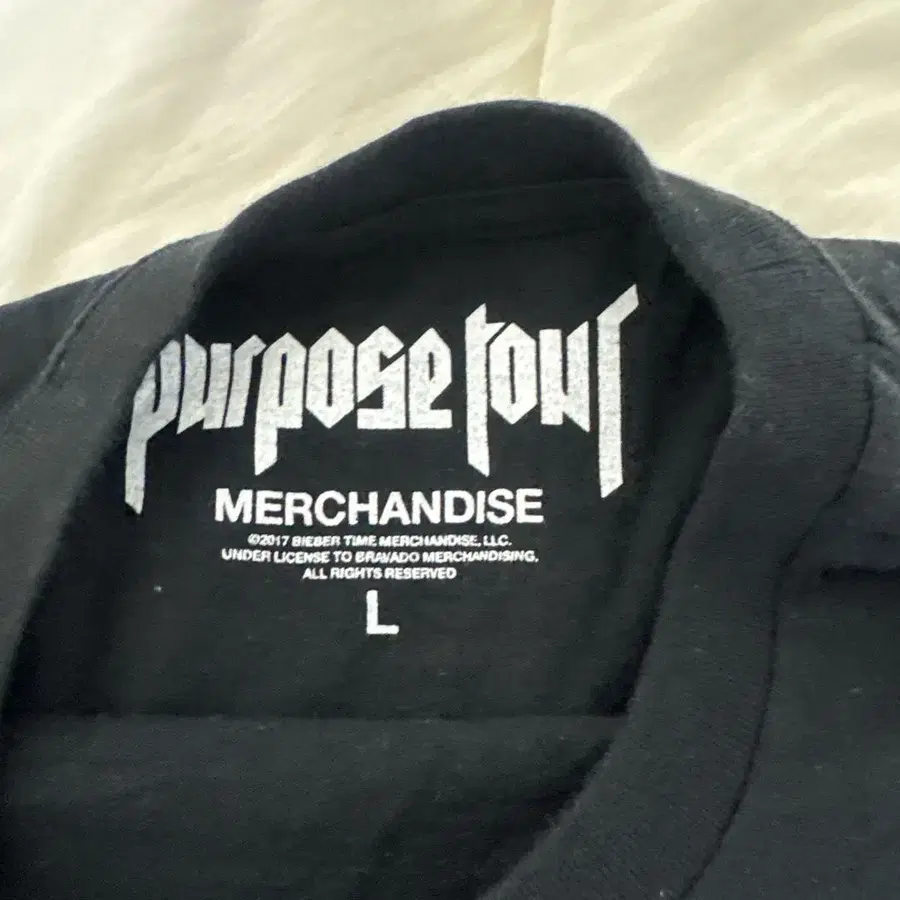 purpose tour
MERCHANDISE
©2017 BIEBER TIME MERCHANDISE, LLC.
UNDER LICENSE TO BRAVADO MERCHANDISING.
ALL RIGHTS RESERVED
L